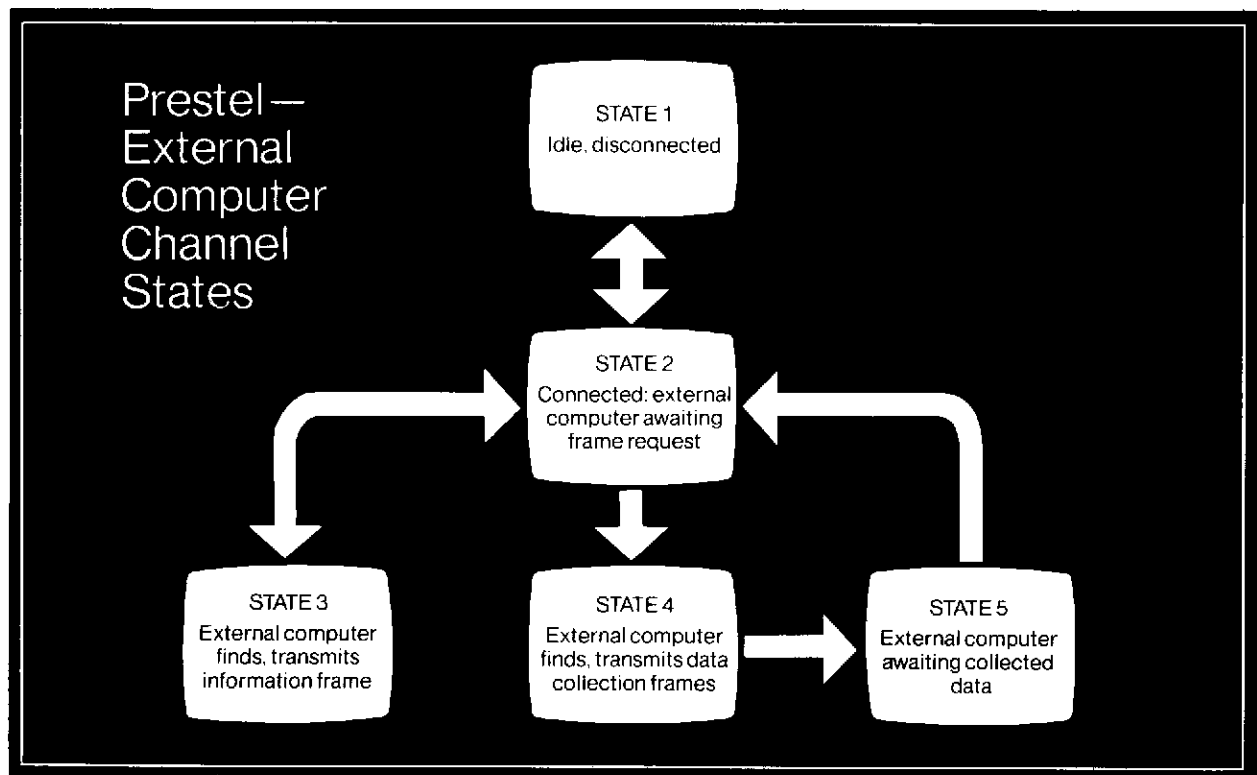 Prestel—
External
Computer
Channel
States
STATE 1
Idle, disconnected
STATE 2
Connected: external
computer awaiting
frame request
STATE 3
External computer
finds, transmits
information frame
STATE 4
External computer
finds, transmits data
collection frames
STATE 5
External computer
awaiting collected
data